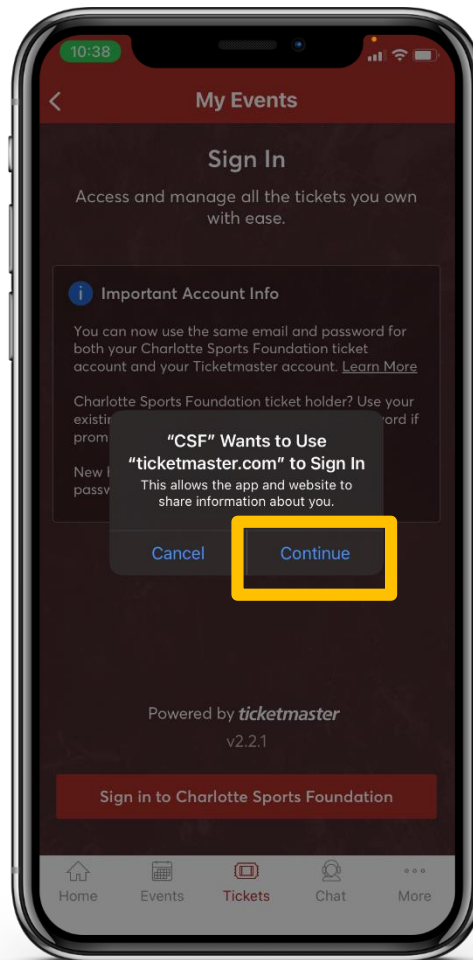 10:38
My Events
Sign In
Access and manage all the tickets you own
with ease.
Important Account Info
You can now use the same email and password for
both your Charlotte Sports Foundation ticket
account and your Ticketmaster account. Learn More
Charlotte Sports Foundation ticket holder? Use your
"CSF" Wants to Use
"ticketmaster.com" to Sign In
This allows the app and website to
share information about you.
Cancel
Continue
New
Powered by ticketmaster
v2.2.1
Sign in to Charlotte Sports Foundation
Home
Events
Tickets
Chat
More